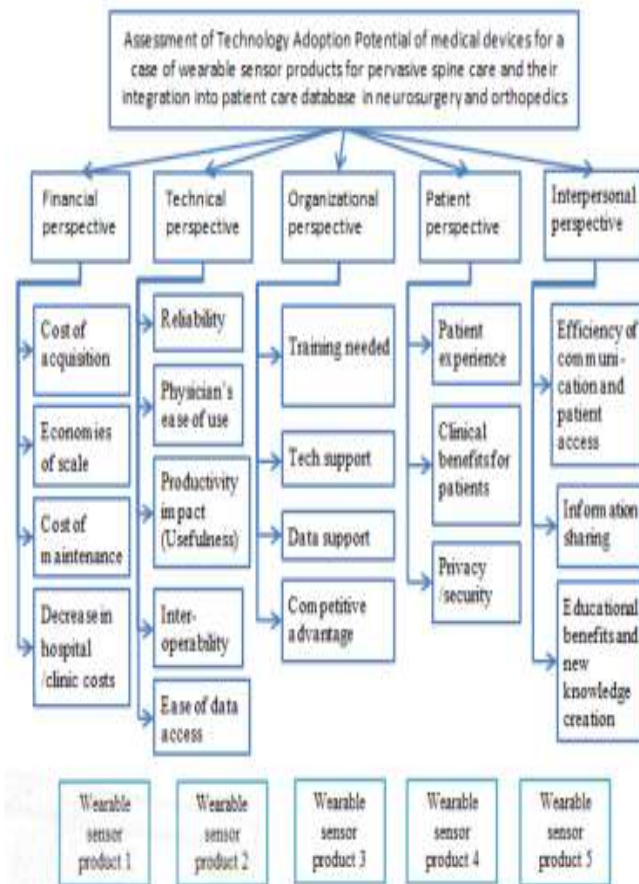 Assessment of Technology Adoption Potential of medical devices for a
case of wearable sensor products for pervasive spine care and their
integration into patient care database in neurosurgery and orthopedics
Financial
perspective
Technical
perspective
Organizational
perspective
Patient
perspective
Interpersonal
perspective
Cost of
acquisition
Economies
of scale
Cost of
maintenance
Decrease in
hospital
/clinic costs
Reliability
Physician's
ease of use
Productivity
impact
(Usefulness)
Inter-
operability
Ease of data
access
Training needed
Tech support
Data support
Competitive
advantage
Patient
experience
Clinical
benefits for
patients
Privacy
/security
Efficiency of
communi-
cation and
patient
access
Information
sharing
Educational
benefits and
new
knowledge
creation
Wearable
sensor
product 1
Wearable
sensor
product 2
Wearable
sensor
product 3
Wearable
sensor
product 4
Wearable
sensor
product 5